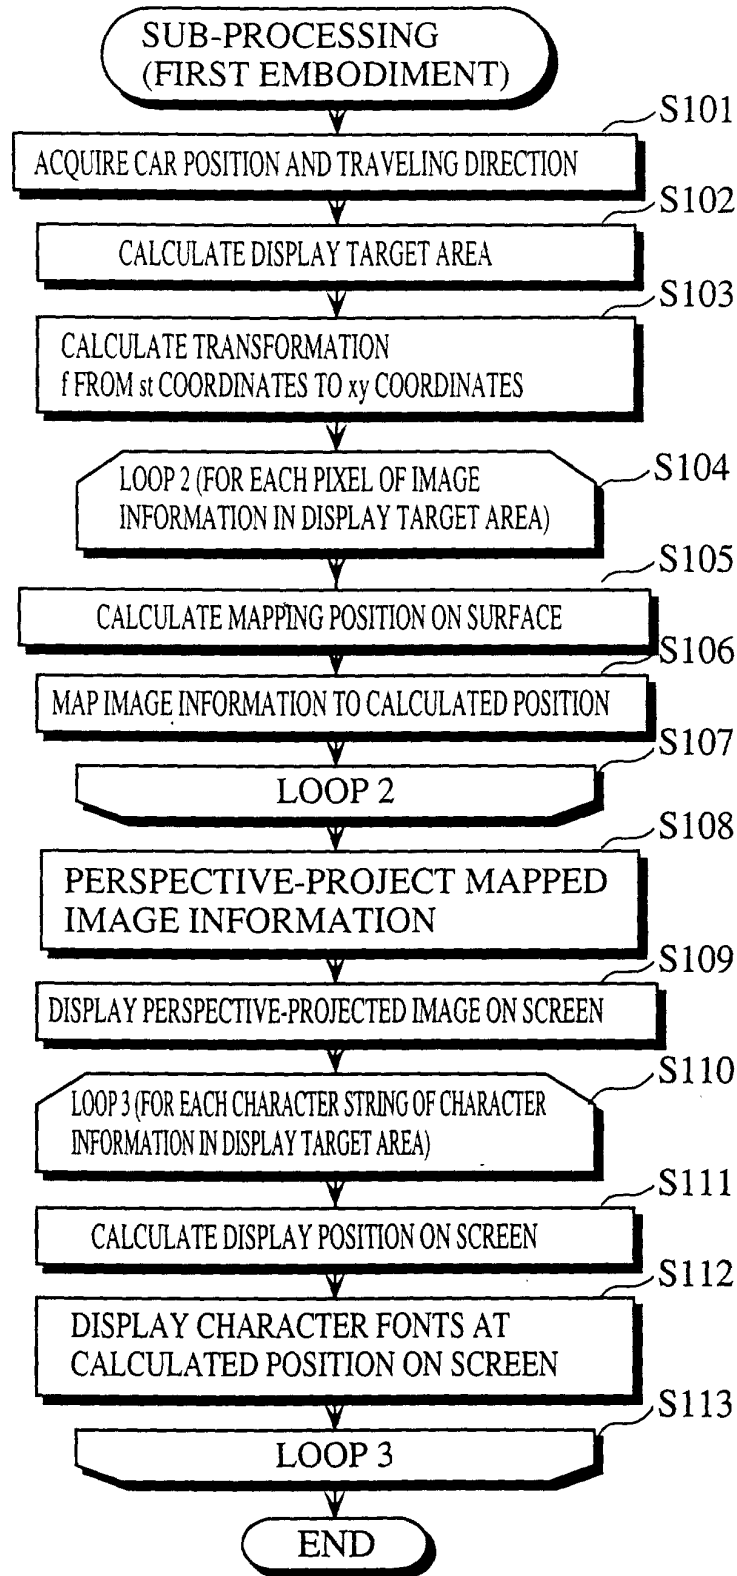 SUB-PROCESSING
(FIRST EMBODIMENT)
S101
ACQUIRE CAR POSITION AND TRAVELING DIRECTION
S102
CALCULATE DISPLAY TARGET AREA
S103
CALCULATE TRANSFORMATION
f FROM st COORDINATES TO xy COORDINATES
S104
LOOP 2 (FOR EACH PIXEL OF IMAGE
INFORMATION IN DISPLAY TARGET AREA)
S105
CALCULATE MAPPING POSITION ON SURFACE
S106
MAP IMAGE INFORMATION TO CALCULATED POSITION
S107
LOOP 2
S108
PERSPECTIVE-PROJECT MAPPED
IMAGE INFORMATION
S109
DISPLAY PERSPECTIVE-PROJECTED IMAGE ON SCREEN
S110
LOOP 3 (FOR EACH CHARACTER STRING OF CHARACTER
INFORMATION IN DISPLAY TARGET AREA)
S111
CALCULATE DISPLAY POSITION ON SCREEN
S112
DISPLAY CHARACTER FONTS AT
CALCULATED POSITION ON SCREEN
S113
LOOP 3
END